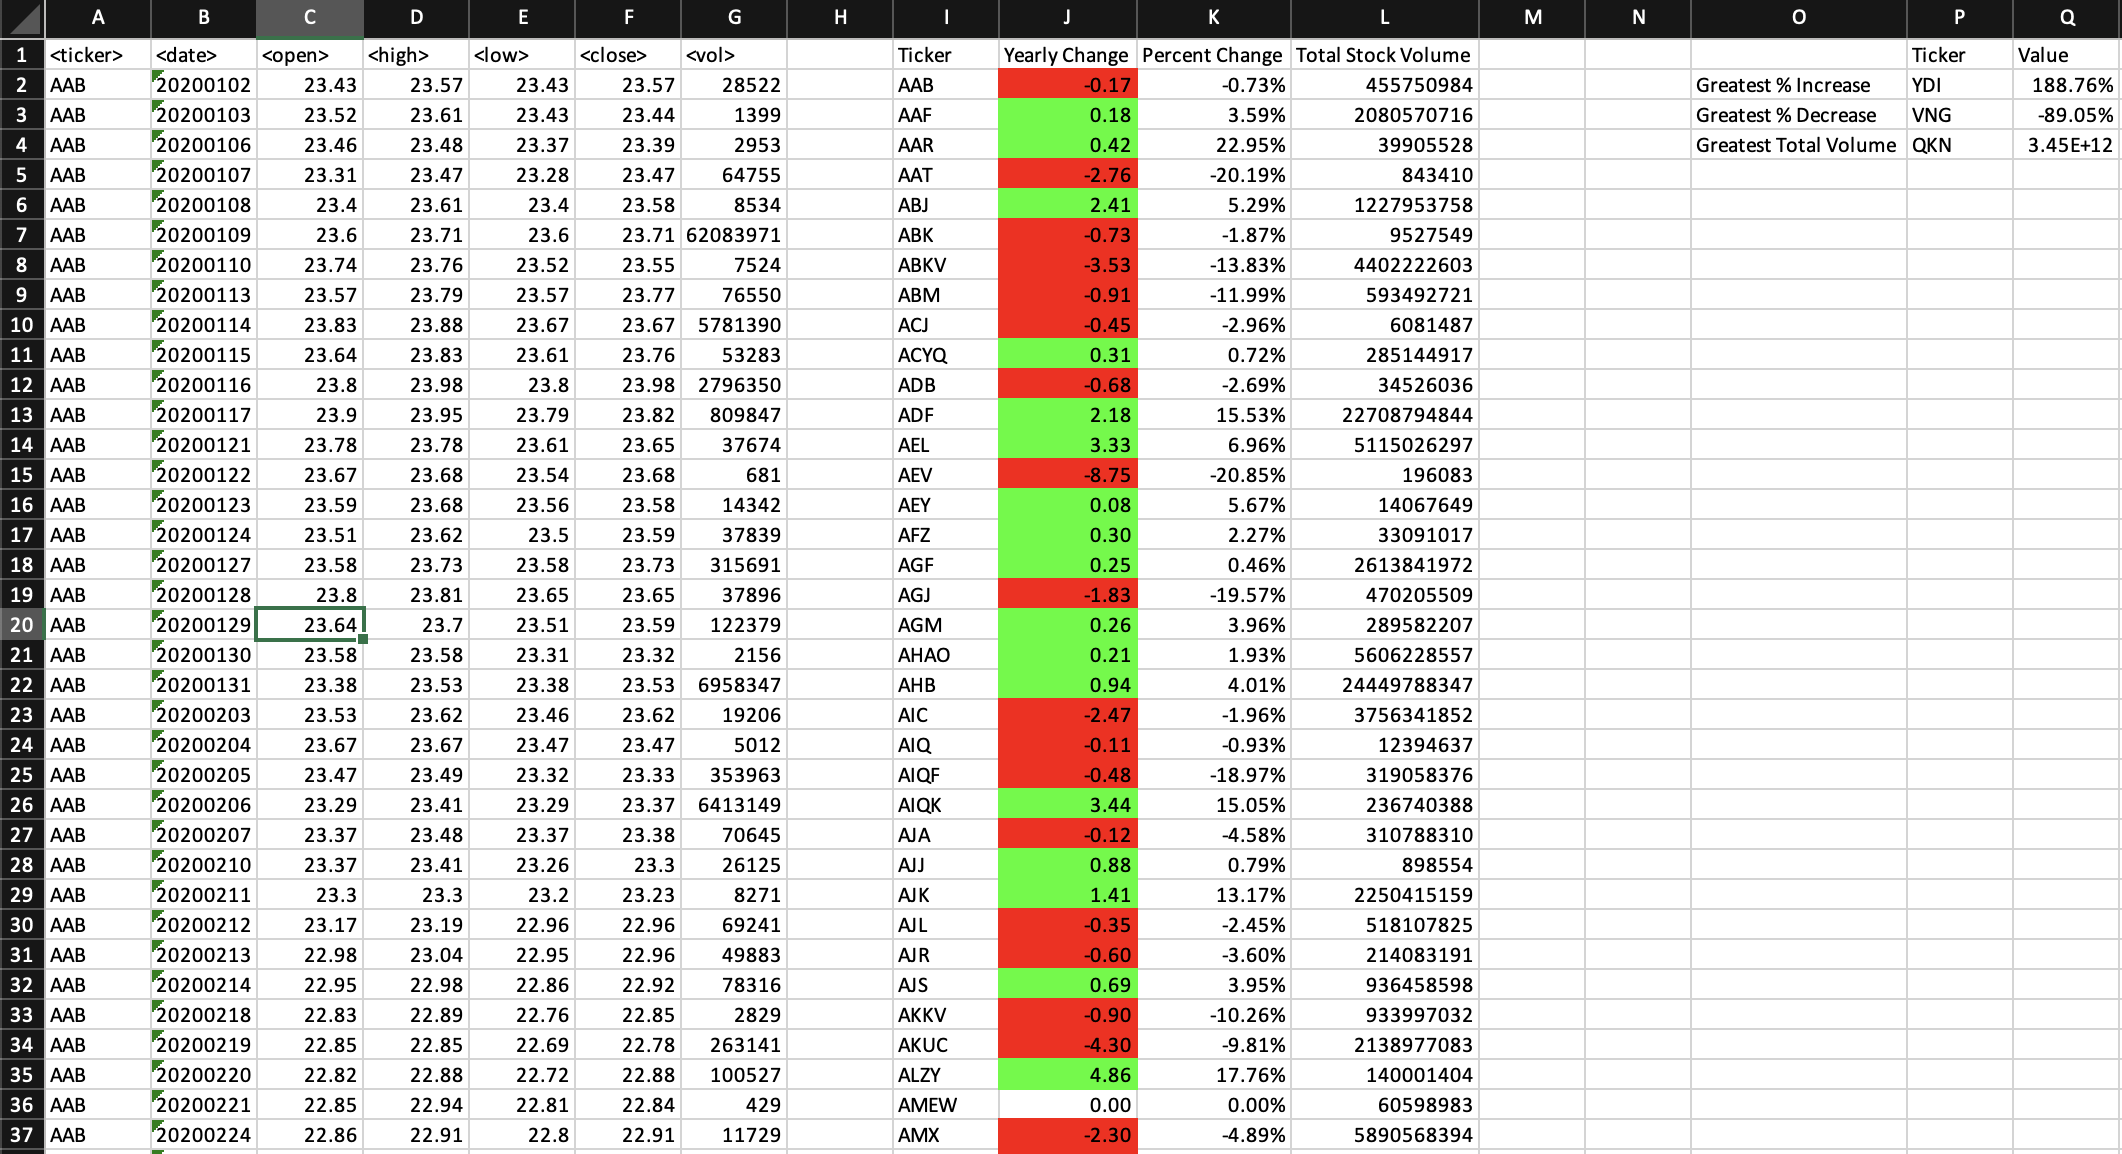 A B C D E F G H I J K L M N O P Q
1 <ticker> <date> <open> <high> <low> <close> <vol> Ticker Yearly Change Percent Change Total Stock Volume Ticker Value
2 AAB 20200102 23.43 23.57 23.43 23.57 28522 AAB -0.17 -0.73% 455750984 Greatest % Increase YDI 188.76%
3 AAB 20200103 23.52 23.61 23.43 23.44 1399 AAF 0.18 3.59% 2080570716 Greatest % Decrease VNG -89.05%
4 AAB 20200106 23.46 23.48 23.37 23.39 2953 AAR 0.42 22.95% 39905528 Greatest Total Volume QKN 3.45E+12
5 AAB 20200107 23.31 23.47 23.28 23.47 64755 AAT -2.76 -20.19% 843410
6 AAB 20200108 23.4 23.61 23.4 23.58 8534 ABJ 2.41 5.29% 1227953758
7 AAB 20200109 23.6 23.71 23.6 23.71 62083971 ABK -0.73 -1.87% 9527549
8 AAB 20200110 23.74 23.76 23.52 23.55 7524 ABKV -3.53 -13.83% 4402222603
9 AAB 20200113 23.57 23.79 23.57 23.77 76550 ABM -0.91 -11.99% 593492721
10 AAB 20200114 23.83 23.88 23.67 23.67 5781390 ACJ -0.45 -2.96% 6081487
11 AAB 20200115 23.64 23.83 23.61 23.76 53283 ACYQ 0.31 0.72% 285144917
12 AAB 20200116 23.8 23.98 23.8 23.98 2796350 ADB -0.68 -2.69% 34526036
13 AAB 20200117 23.9 23.95 23.79 23.82 809847 ADF 2.18 15.53% 22708794844
14 AAB 20200121 23.78 23.78 23.61 23.65 37674 AEL 3.33 6.96% 5115026297
15 AAB 20200122 23.67 23.68 23.54 23.68 681 AEV -8.75 -20.85% 196083
16 AAB 20200123 23.59 23.68 23.56 23.58 14342 AEY 0.08 5.67% 14067649
17 AAB 20200124 23.51 23.62 23.5 23.59 37839 AFZ 0.30 2.27% 33091017
18 AAB 20200127 23.58 23.73 23.58 23.73 315691 AGF 0.25 0.46% 2613841972
19 AAB 20200128 23.8 23.81 23.65 23.65 37896 AGJ -1.83 -19.57% 470205509
20 AAB 20200129 23.64 23.7 23.51 23.59 122379 AGM 0.26 3.96% 289582207
21 AAB 20200130 23.58 23.58 23.31 23.32 2156 AHAO 0.21 1.93% 5606228557
22 AAB 20200131 23.38 23.53 23.38 23.53 6958347 AHB 0.94 4.01% 24449788347
23 AAB 20200203 23.53 23.62 23.46 23.62 19206 AIC -2.47 -1.96% 3756341852
24 AAB 20200204 23.67 23.67 23.47 23.47 5012 AIQ -0.11 -0.93% 12394637
25 AAB 20200205 23.47 23.49 23.32 23.33 353963 AIQF -0.48 -18.97% 319058376
26 AAB 20200206 23.29 23.41 23.29 23.37 6413149 AIQK 3.44 15.05% 236740388
27 AAB 20200207 23.37 23.48 23.37 23.38 70645 AJA -0.12 -4.58% 310788310
28 AAB 20200210 23.37 23.41 23.26 23.3 26125 AJJ 0.88 0.79% 898554
29 AAB 20200211 23.3 23.3 23.2 23.23 8271 AJK 1.41 13.17% 2250415159
30 AAB 20200212 23.17 23.19 22.96 22.96 69241 AJL -0.35 -2.45% 518107825
31 AAB 20200213 22.98 23.04 22.95 22.96 49883 AJR -0.60 -3.60% 214083191
32 AAB 20200214 22.95 22.98 22.86 22.92 78316 AJS 0.69 3.95% 936458598
33 AAB 20200218 22.83 22.89 22.76 22.85 2829 AKKV -0.90 -10.26% 933997032
34 AAB 20200219 22.85 22.85 22.69 22.78 263141 AKUC -4.30 -9.81% 2138977083
35 AAB 20200220 22.82 22.88 22.72 22.88 100527 ALZY 4.86 17.76% 140001404
36 AAB 20200221 22.85 22.94 22.81 22.84 429 AMEW 0.00 0.00% 60598983
37 AAB 20200224 22.86 22.91 22.8 22.91 11729 AMX -2.30 -4.89% 5890568394